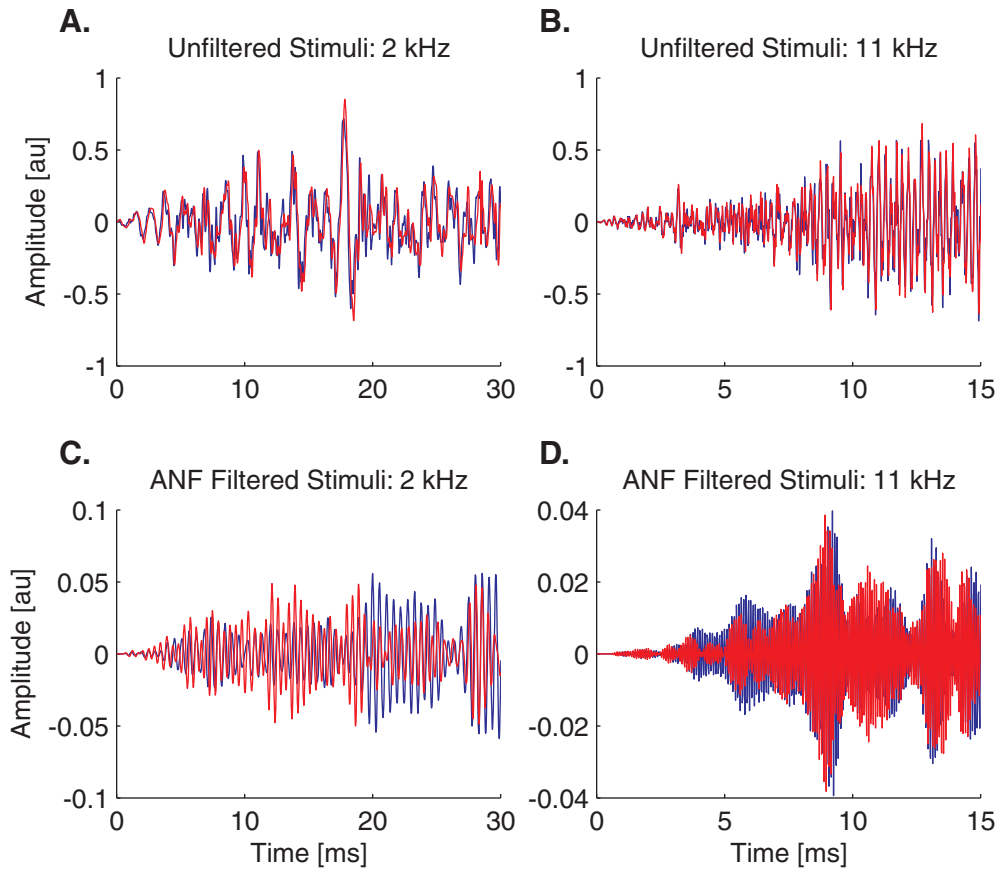 A.
Unfiltered Stimuli: 2 kHz
1
0.5
0
-0.5
-1
Amplitude [au]
0 10 20 30
B.
Unfiltered Stimuli: 11 kHz
1
0.5
0
-0.5
-1
0 5 10 15
C.
ANF Filtered Stimuli: 2 kHz
0.1
0.05
0
-0.05
-0.1
Amplitude [au]
0 10 20 30
Time [ms]
D.
ANF Filtered Stimuli: 11 kHz
0.04
0.02
0
-0.02
-0.04
0 5 10 15
Time [ms]